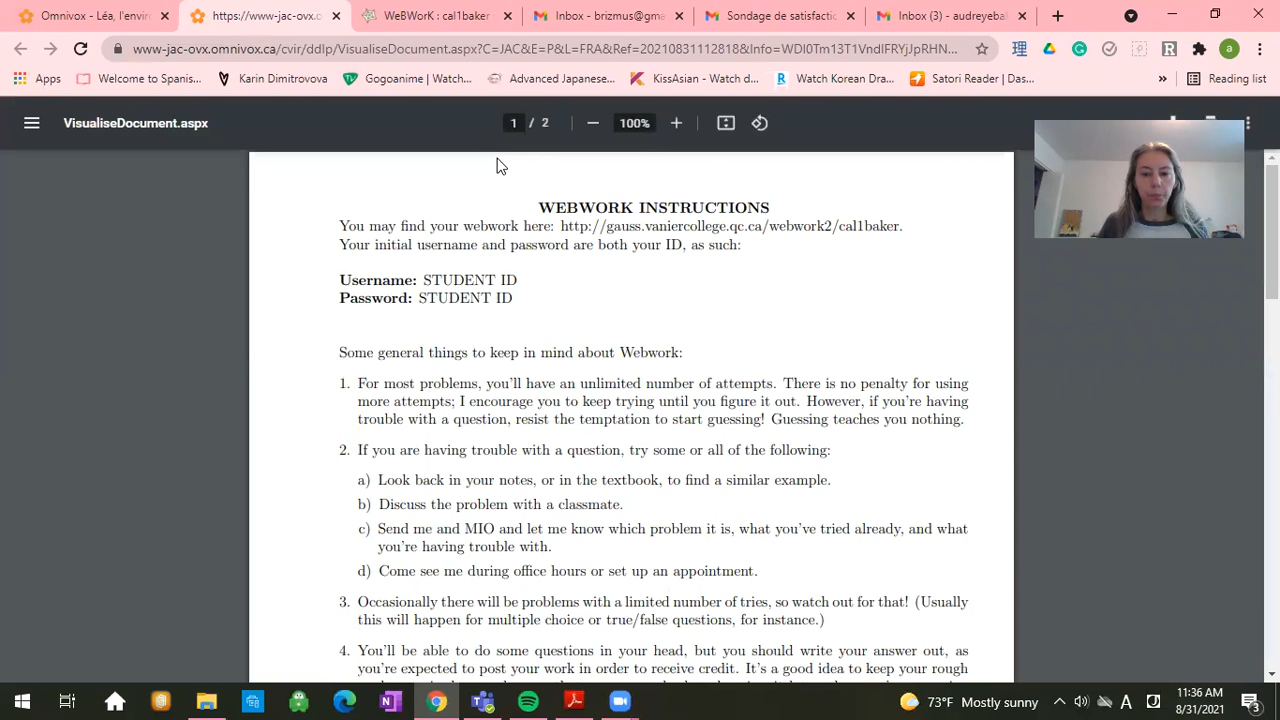 Omnivox - Léa, l'enviro
https://www-jac-ovx.o
WeBWorK : cal1baker
Inbox - brizmus@gma
Sondage de satisfactio
Inbox (3) - audreyebal
www-jac-ovx.omnivox.ca/cvir/ddlp/VisualiseDocument.aspx?C=JAC&E=P&L=FRA&Ref=20210831112818&Info=WDI0Tm13T1VndlFRYjJpRHN...
Apps
Welcome to Spanis...
Karin Dimitrovova
Gogoanime | Watch...
Advanced Japanese...
KissAsian - Watch d...
Watch Korean Dra...
Satori Reader | Das...
»
Reading list
VisualiseDocument.aspx
1 / 2
100%
WEBWORK INSTRUCTIONS
You may find your webwork here: http://gauss.vaniercollege.qc.ca/webwork2/cal1baker.
Your initial username and password are both your ID, as such:
Username: STUDENT ID
Password: STUDENT ID
Some general things to keep in mind about Webwork:
1. For most problems, you'll have an unlimited number of attempts. There is no penalty for using
more attempts; I encourage you to keep trying until you figure it out. However, if you're having
trouble with a question, resist the temptation to start guessing! Guessing teaches you nothing.
2. If you are having trouble with a question, try some or all of the following:
a) Look back in your notes, or in the textbook, to find a similar example.
b) Discuss the problem with a classmate.
c) Send me and MIO and let me know which problem it is, what you've tried already, and what
you're having trouble with.
d) Come see me during office hours or set up an appointment.
3. Occasionally there will be problems with a limited number of tries, so watch out for that! (Usually
this will happen for multiple choice or true/false questions, for instance.)
4. You'll be able to do some questions in your head, but you should write your answer out, as
you're expected to post your work in order to receive credit. It's a good idea to keep your rough
73°F Mostly sunny
11:36 AM
8/31/2021